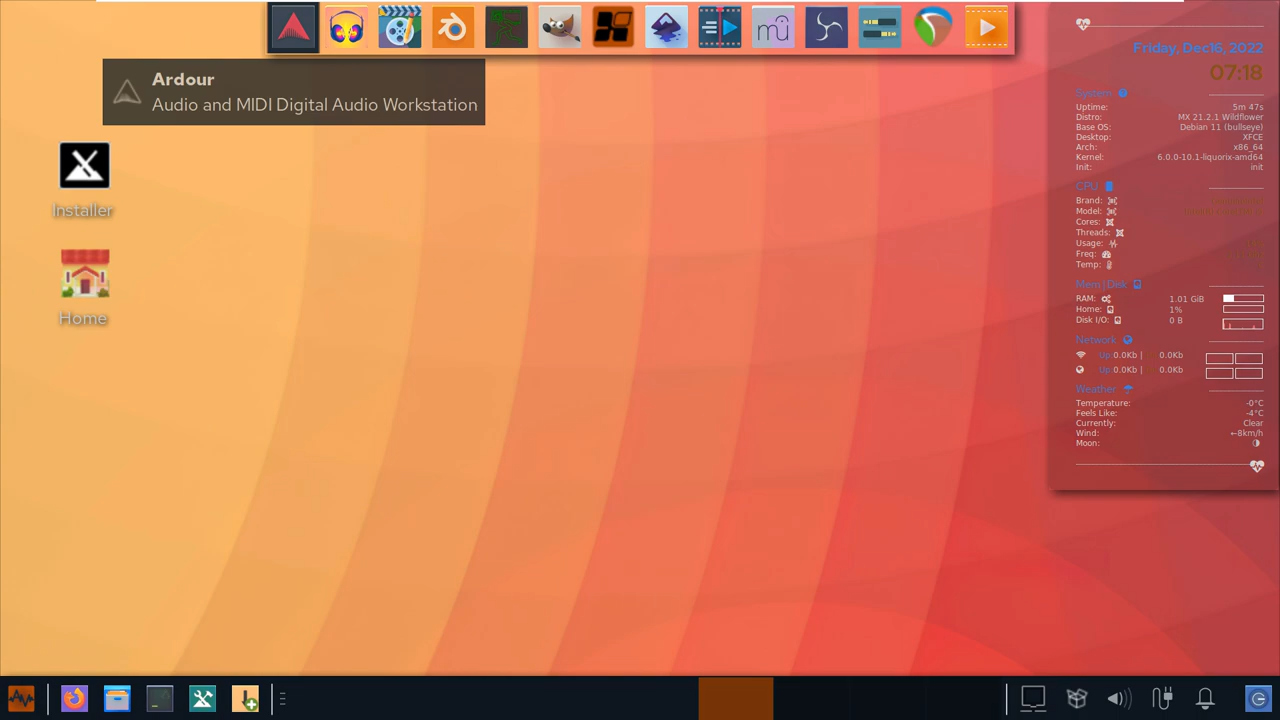 Ardour
Audio and MIDI Digital Audio Workstation
Installer
Home
Friday, Dec16, 2022
07:18
System
Uptime: 5m 47s
Distro: MX 21.2.1 Wildflower
Base OS: Debian 11 (bullseye)
Desktop: XFCE
Arch: x86_64
Kernel: 6.0.0-10.1-liquorix-amd64
Init: init
CPU
Brand:
Model:
Cores:
Threads:
Usage:
Freq:
Temp:
Mem|Disk
RAM: 1.01 GiB
Home: 1%
Disk I/O: 0 B
Network
Up:0.0Kb | 0.0Kb
Up:0.0Kb | 0.0Kb
Weather
Temperature: -0°C
Feels Like: -4°C
Currently: Clear
Wind: ←8km/h
Moon: